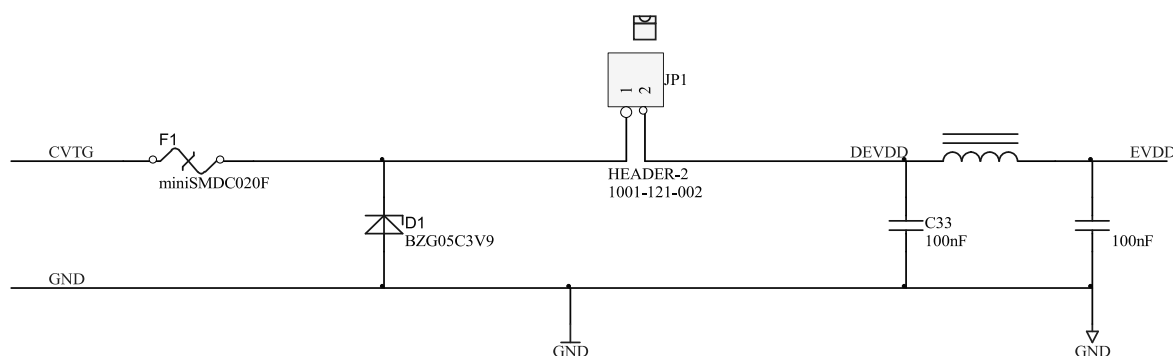 JP1
1 2
F1
CVTG
DEVDD
EVDD
miniSMDC020F
HEADER-2
1001-121-002
D1
BZG05C3V9
C33
100nF
100nF
GND
GND
GND